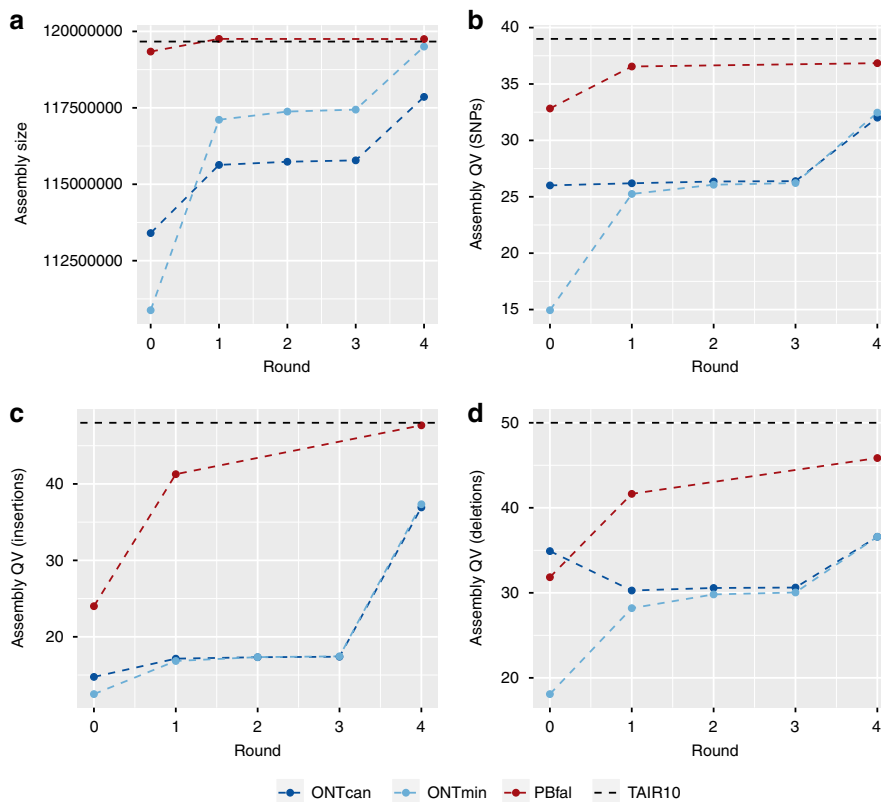 a
Assembly size
120000000
117500000
115000000
112500000
0 1 2 3 4
Round
b
Assembly QV (SNPs)
40
35
30
25
20
15
0 1 2 3 4
Round
c
Assembly QV (insertions)
40
30
20
0 1 2 3 4
Round
d
Assembly QV (deletions)
50
40
30
20
0 1 2 3 4
Round
ONTcan ONTmin PBfal TAIR10